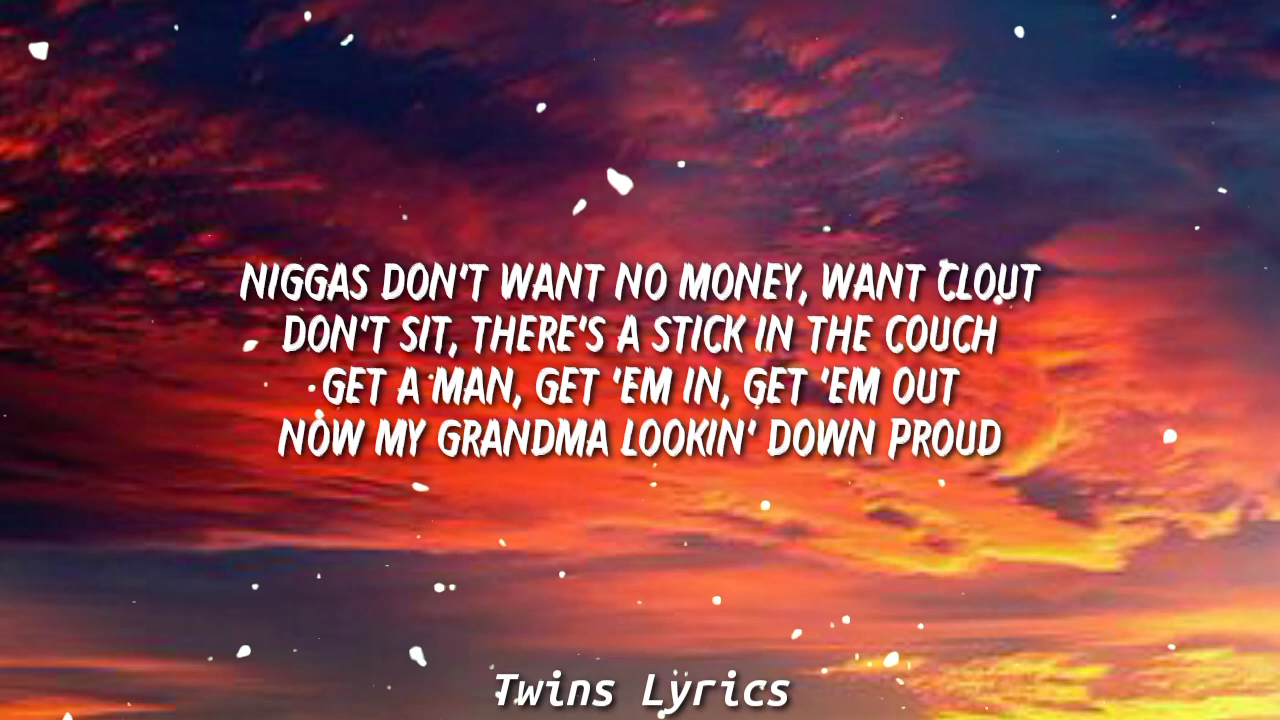 NIGGAS DON'T WANT NO MONEY, WANT CLOUT
DON'T SIT, THERE'S A STICK IN THE COUCH
GET A MAN, GET 'EM IN, GET 'EM OUT
NOW MY GRANDMA LOOKIN' DOWN PROUD
Twins Lyrics